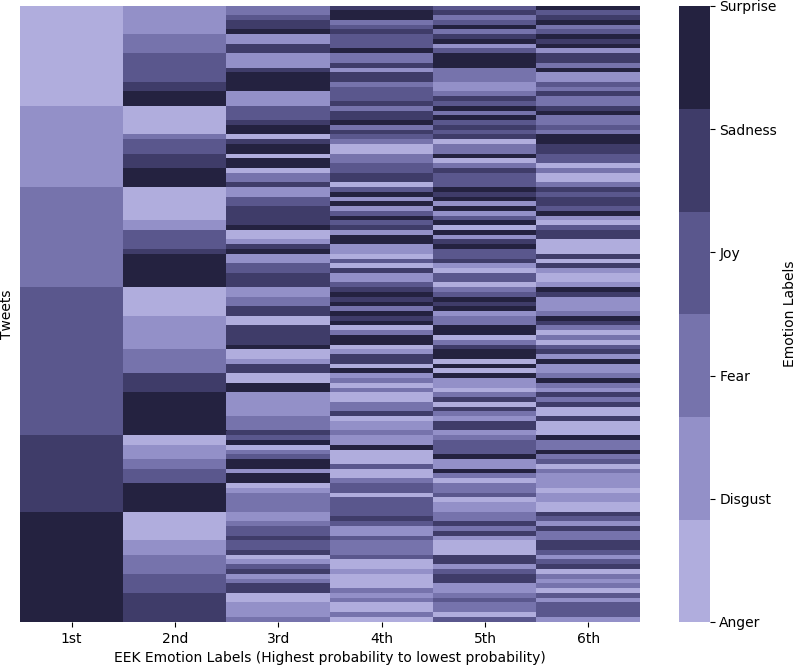 Surprise
Sadness
Joy
Fear
Disgust
Anger
Emotion Labels
Tweets
1st 2nd 3rd 4th 5th 6th
EEK Emotion Labels (Highest probability to lowest probability)